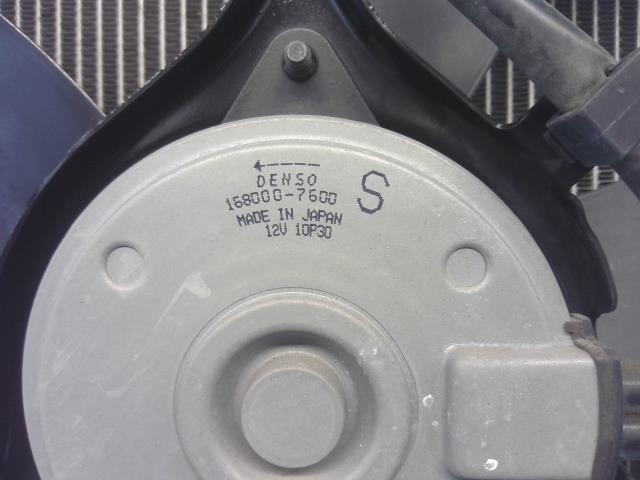 DENSO
168000-7600
S
MADE IN JAPAN
12V 10P30